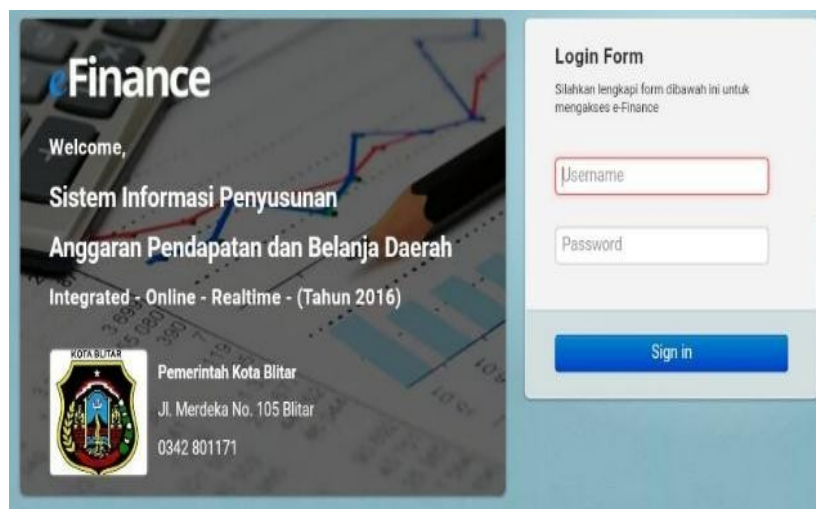 eFinance
Welcome,
Sistem Informasi Penyusunan
Anggaran Pendapatan dan Belanja Daerah
Integrated - Online - Realtime - (Tahun 2016)
KOTA BLITAR
Pemerintah Kota Blitar
Jl. Merdeka No. 105 Blitar
0342 801171
Login Form
Silahkan lengkapi form dibawah ini untuk
mengakses e-Finance
Username
Password
Sign in